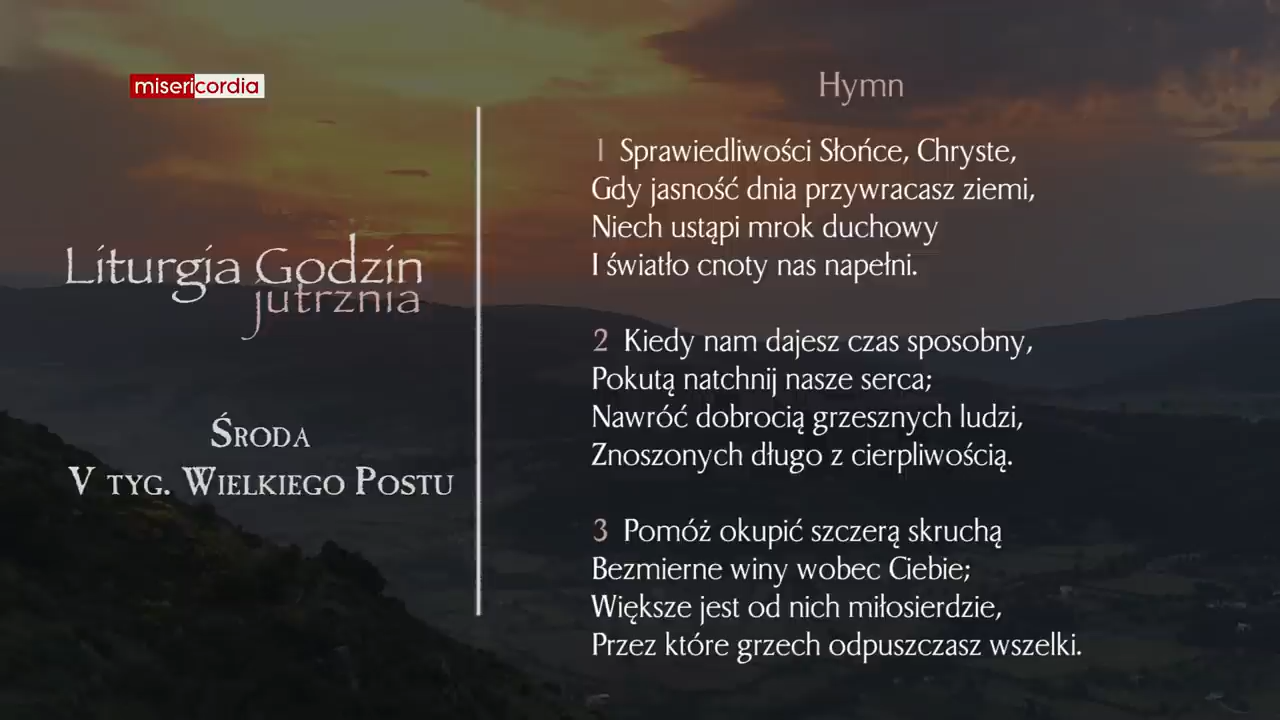 misericordia
Liturgia Godzin
jutrznia
Środa
V tyg. Wielkiego Postu
Hymn
1 Sprawiedliwości Słońce, Chryste,
Gdy jasność dnia przywracasz ziemi,
Niech ustąpi mrok duchowy
I światło cnoty nas napełni.
2 Kiedy nam dajesz czas sposobny,
Pokutą natchnij nasze serca;
Nawróć dobrocią grzesznych ludzi,
Znoszonych długo z cierpliwością.
3 Pomóż okupić szczerą skruchą
Bezmierne winy wobec Ciebie;
Większe jest od nich miłosierdzie,
Przez które grzech odpuszczasz wszelki.